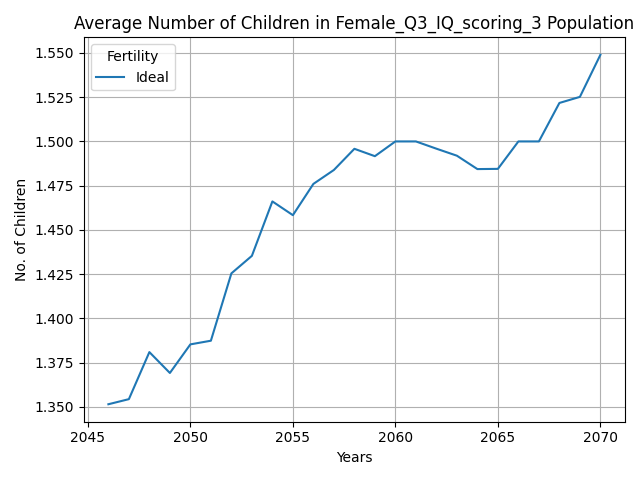 Average Number of Children in Female_Q3_IQ_scoring_3 Population
Fertility
Ideal
No. of Children
1.550
1.525
1.500
1.475
1.450
1.425
1.400
1.375
1.350
2045 2050 2055 2060 2065 2070
Years